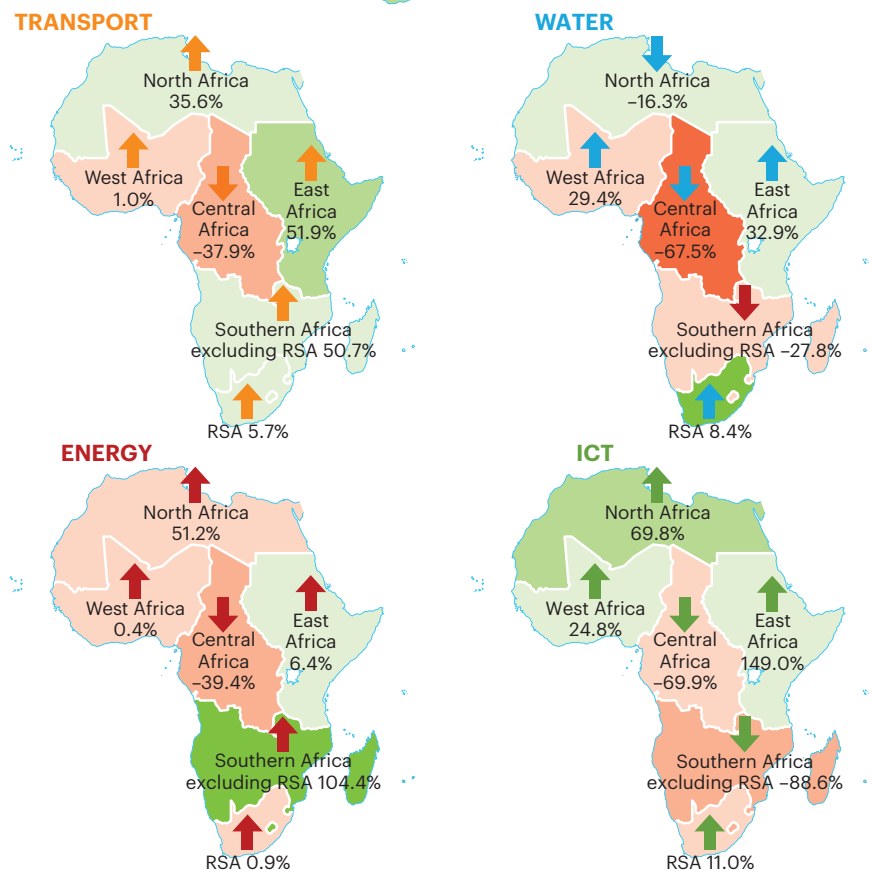 TRANSPORT
North Africa
35.6%
West Africa
1.0%
Central
Africa
–37.9%
East
Africa
51.9%
Southern Africa
excluding RSA 50.7%
RSA 5.7%
WATER
North Africa
–16.3%
West Africa
29.4%
Central
Africa
–67.5%
East
Africa
32.9%
Southern Africa
excluding RSA –27.8%
RSA 8.4%
ENERGY
North Africa
51.2%
West Africa
0.4%
Central
Africa
–39.4%
East
Africa
6.4%
Southern Africa
excluding RSA 104.4%
RSA 0.9%
ICT
North Africa
69.8%
West Africa
24.8%
Central
Africa
–69.9%
East
Africa
149.0%
Southern Africa
excluding RSA –88.6%
RSA 11.0%